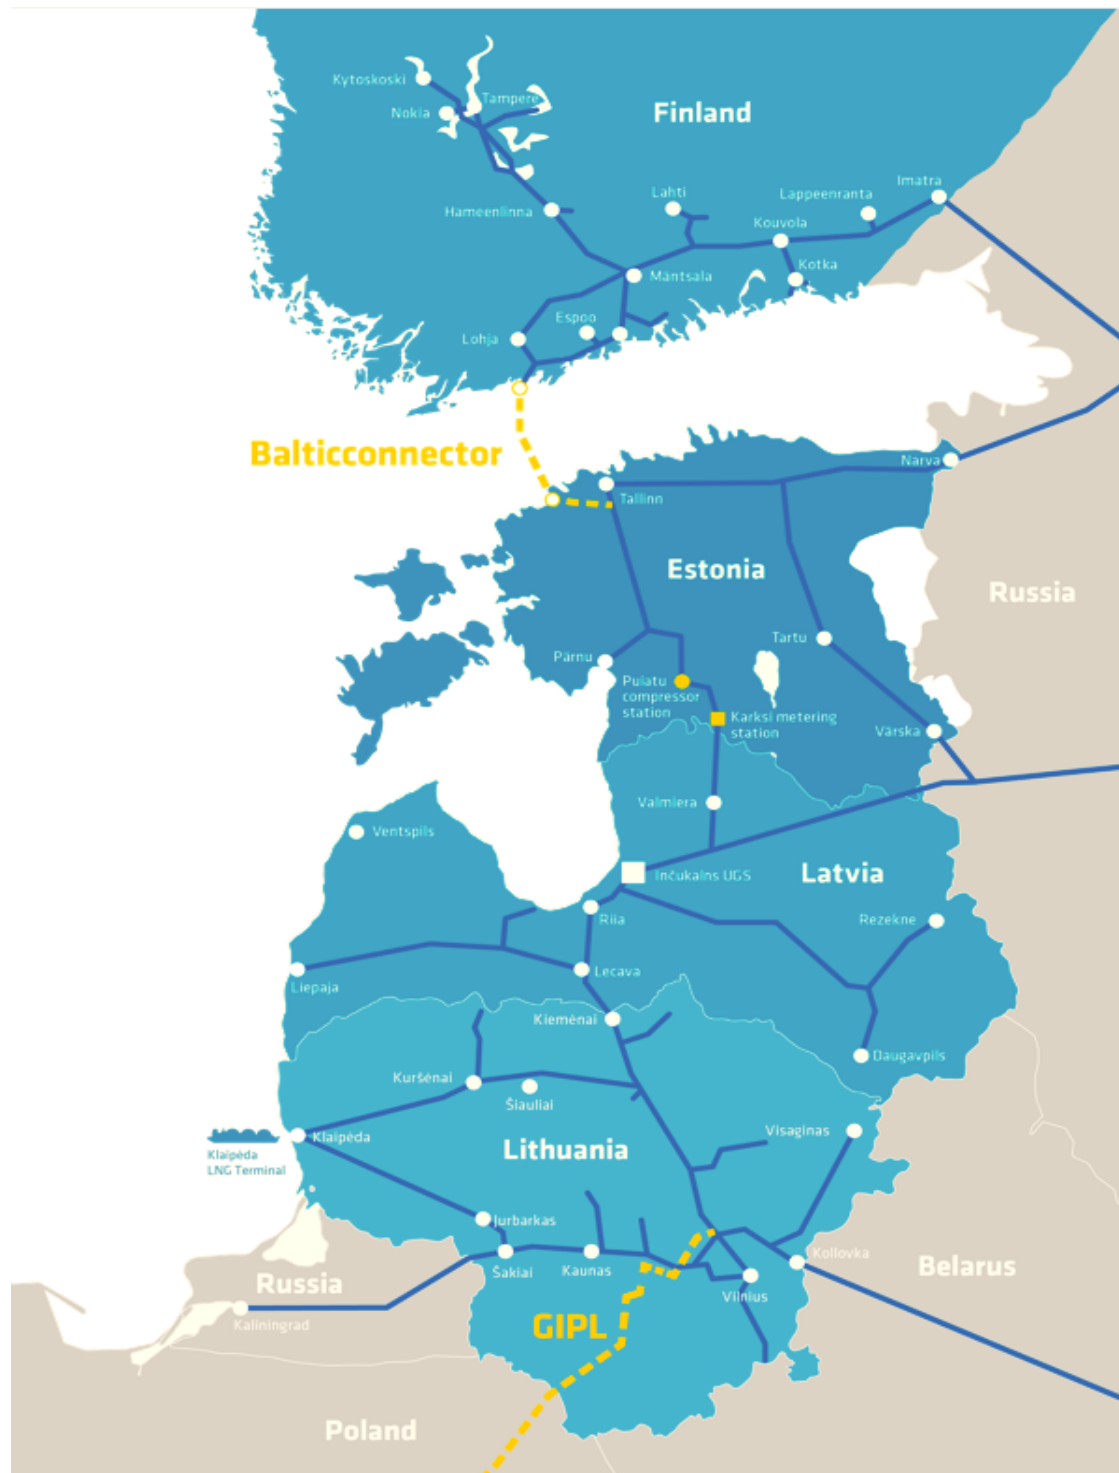 Kytoskoski
Tampere
Nokia
Finland
Imatra
Lahti
Lappeenranta
Hameenlinna
Kouvola
Kotka
Mäntsala
Espoo
Lohja
Balticconnector
Narva
Tallinn
Estonia
Russia
Tartu
Pärnu
Puiatu
compressor
station
Karksi metering
station
Värska
Valmiera
Ventspils
Inčukalns UGS
Latvia
Riia
Rezekne
Lecava
Liepaja
Kiemėnai
Daugavpils
Kuršėnai
Šiauliai
Visaginas
Klaipėda
Klaipėda
LNG Terminal
Lithuania
Jurbarkas
Kollovka
Belarus
Šakiai
Kaunas
Russia
Vilnius
Kaliningrad
GIPL
Poland